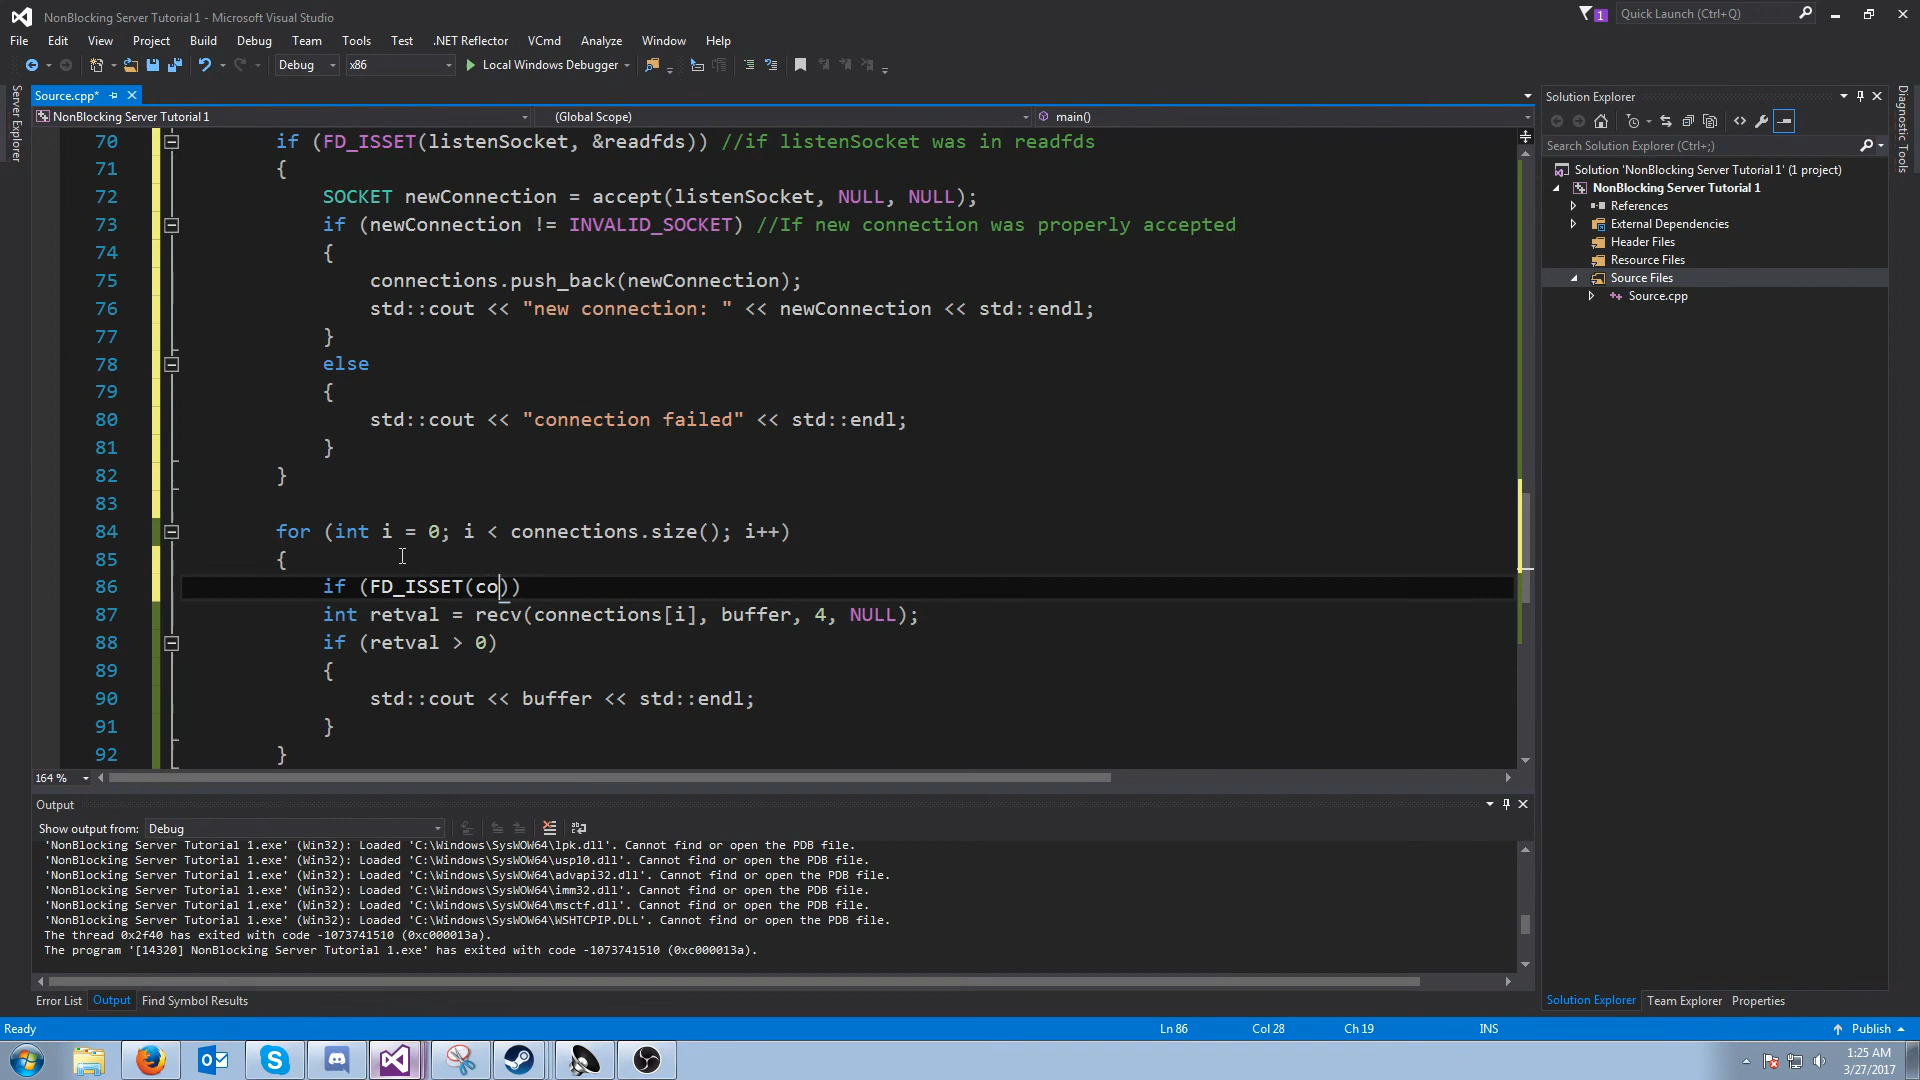 NonBlocking Server Tutorial 1 - Microsoft Visual Studio
1
Quick Launch (Ctrl+;)
File Edit View Project Build Debug Team Tools Test .NET Reflector VCmd Analyze Window Help
Debug x86 Local Windows Debugger
Server Explorer
Source.cpp*
NonBlocking Server Tutorial 1 (Global Scope) main()
70 if (FD_ISSET(listenSocket, &readfds)) //if listenSocket was in readfds
71 {
72 SOCKET newConnection = accept(listenSocket, NULL, NULL);
73 if (newConnection != INVALID_SOCKET) //If new connection was properly accepted
74 {
75 connections.push_back(newConnection);
76 std::cout << "new connection: " << newConnection << std::endl;
77 }
78 else
79 {
80 std::cout << "connection failed" << std::endl;
81 }
82 }
83
84 for (int i = 0; i < connections.size(); i++)
85 {
86 if (FD_ISSET(co))
87 int retval = recv(connections[i], buffer, 4, NULL);
88 if (retval > 0)
89 {
90 std::cout << buffer << std::endl;
91 }
92 }
164 %
Output
Show output from: Debug
'NonBlocking Server Tutorial 1.exe' (Win32): Loaded 'C:\Windows\SysWOW64\lpk.dll'. Cannot find or open the PDB file.
'NonBlocking Server Tutorial 1.exe' (Win32): Loaded 'C:\Windows\SysWOW64\usp10.dll'. Cannot find or open the PDB file.
'NonBlocking Server Tutorial 1.exe' (Win32): Loaded 'C:\Windows\SysWOW64\advapi32.dll'. Cannot find or open the PDB file.
'NonBlocking Server Tutorial 1.exe' (Win32): Loaded 'C:\Windows\SysWOW64\imm32.dll'. Cannot find or open the PDB file.
'NonBlocking Server Tutorial 1.exe' (Win32): Loaded 'C:\Windows\SysWOW64\msctf.dll'. Cannot find or open the PDB file.
'NonBlocking Server Tutorial 1.exe' (Win32): Loaded 'C:\Windows\SysWOW64\WSHTCPIP.DLL'. Cannot find or open the PDB file.
The thread 0x2f40 has exited with code -1073741510 (0xc000013a).
The program '[14320] NonBlocking Server Tutorial 1.exe' has exited with code -1073741510 (0xc000013a).
Error List Output Find Symbol Results
Solution Explorer
Search Solution Explorer (Ctrl+;)
Solution 'NonBlocking Server Tutorial 1' (1 project)
NonBlocking Server Tutorial 1
References
External Dependencies
Header Files
Resource Files
Source Files
Source.cpp
Solution Explorer Team Explorer Properties
Diagnostic Tools
Ready Ln 86 Col 28 Ch 19 INS Publish
1:25 AM
3/27/2017